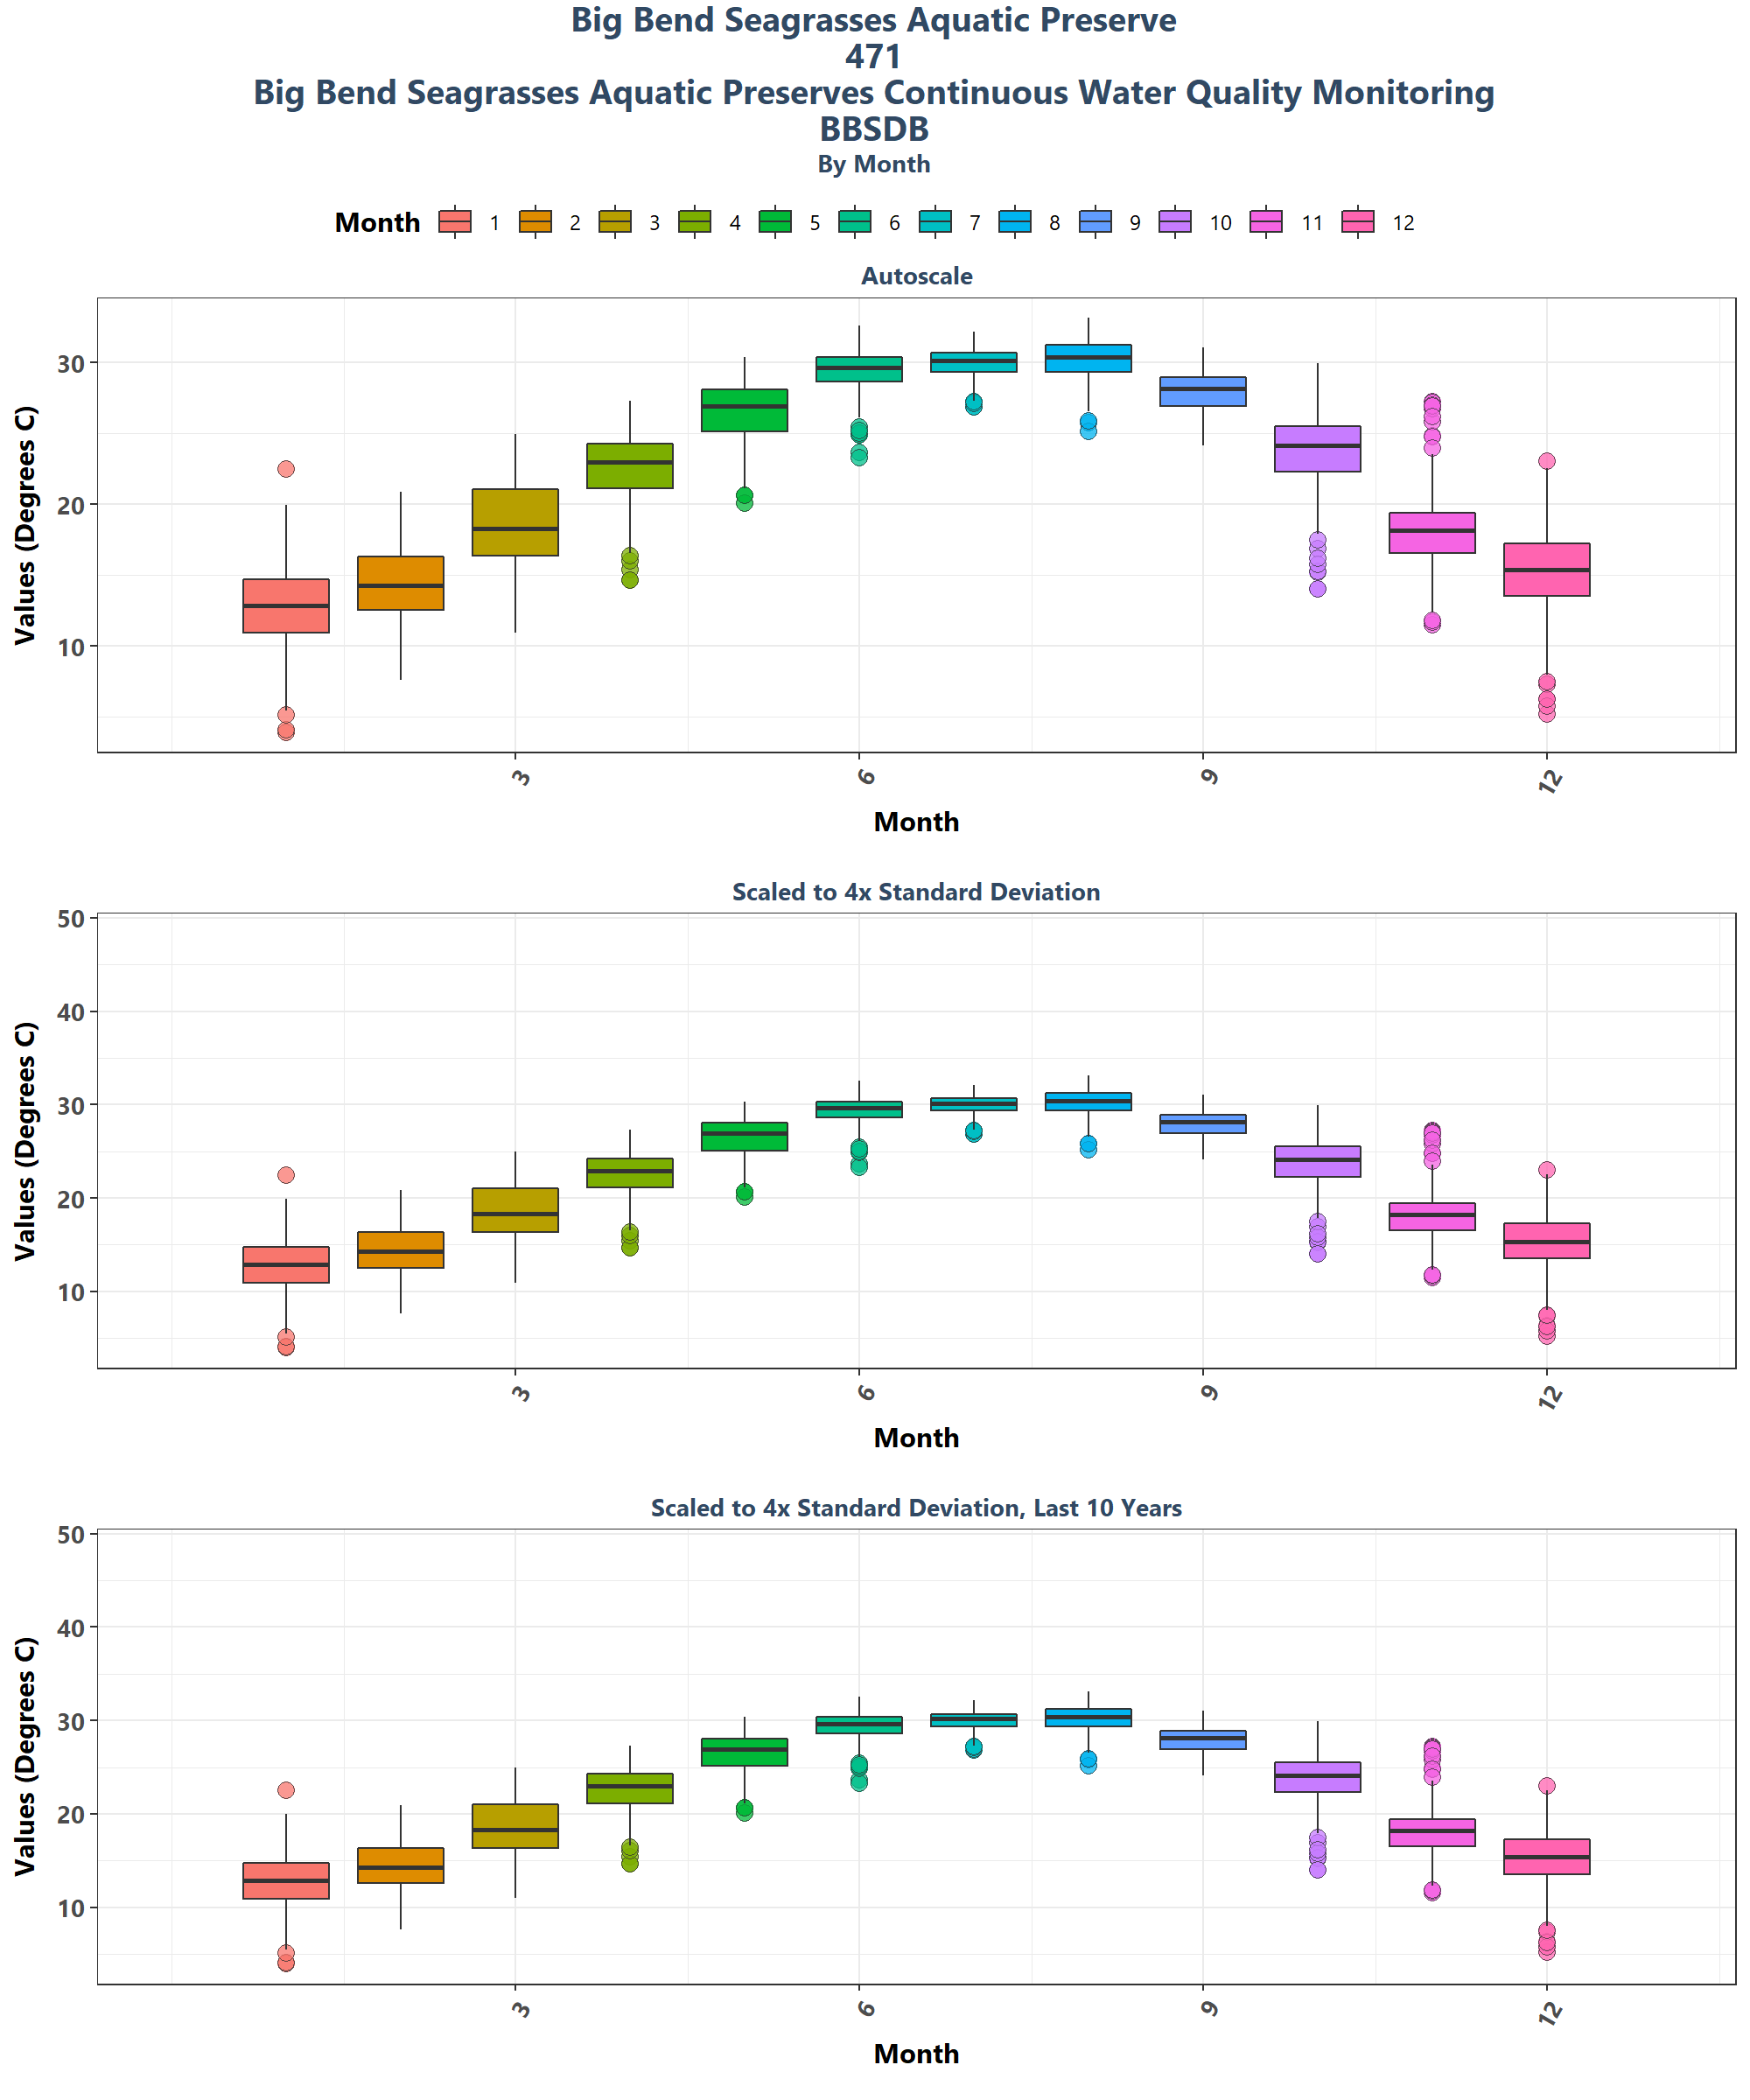 Big Bend Seagrasses Aquatic Preserve
471
Big Bend Seagrasses Aquatic Preserves Continuous Water Quality Monitoring
BBSDB
By Month
Month 1 2 3 4 5 6 7 8 9 10 11 12
Autoscale
Values (Degrees C)
30
20
10
3 6 9 12
Month
Scaled to 4x Standard Deviation
Values (Degrees C)
50
40
30
20
10
3 6 9 12
Month
Scaled to 4x Standard Deviation, Last 10 Years
Values (Degrees C)
50
40
30
20
10
3 6 9 12
Month